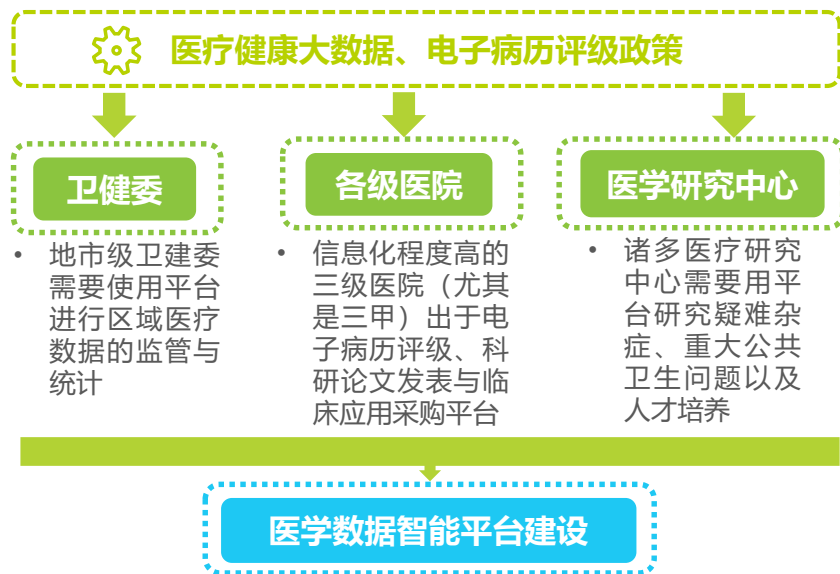 医疗健康大数据、电子病历评级政策
卫健委
各级医院
医学研究中心
• 地市级卫建委
需要使用平台
进行区域医疗
数据的监管与
统计
• 信息化程度高的
三级医院（尤其
是三甲）出于电
子病历评级、科
研论文发表与临
床应用采购平台
• 诸多医疗研究
中心需要用平
台研究疑难杂
症、重大公共
卫生问题以及
人才培养
医学数据智能平台建设